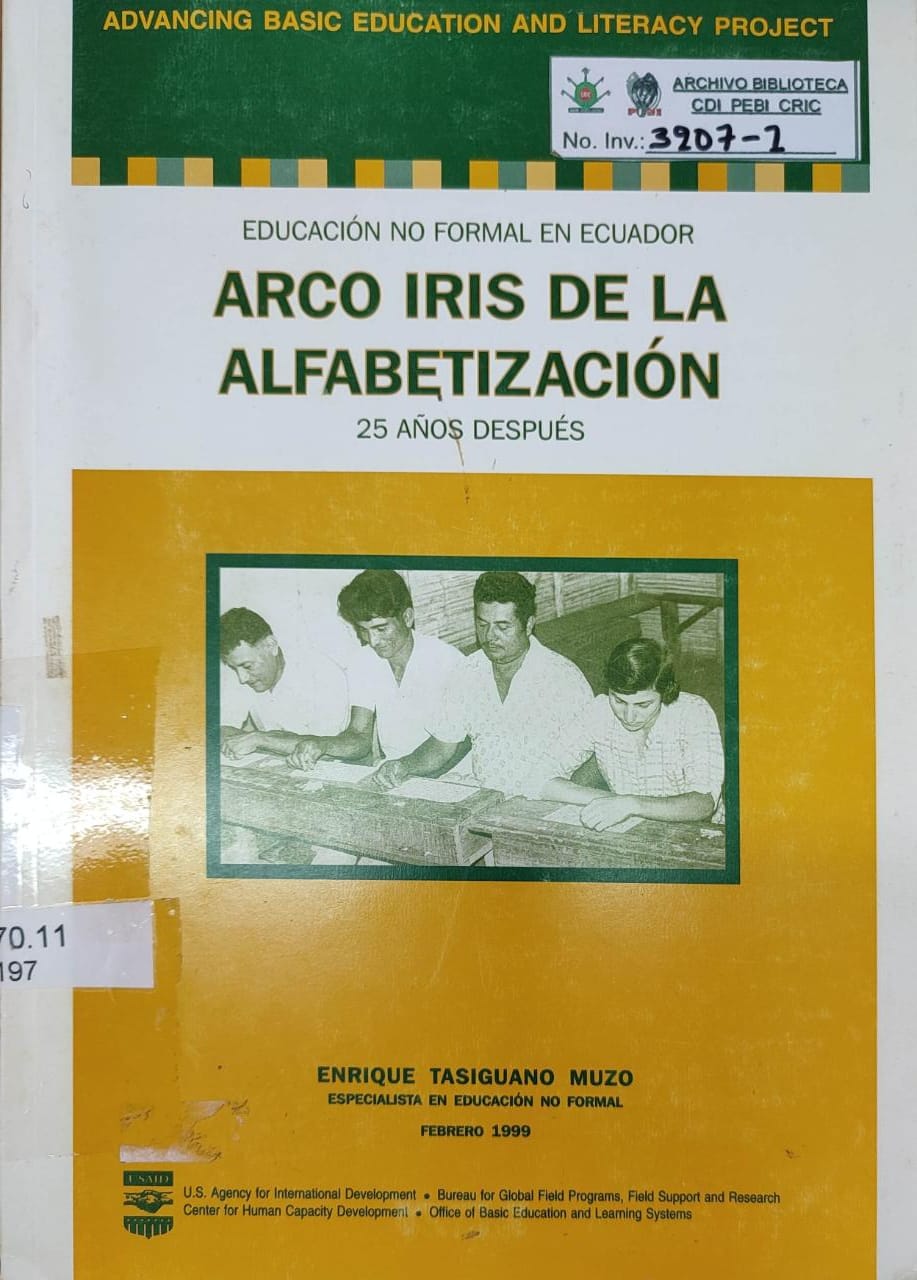 ADVANCING BASIC EDUCATION AND LITERACY PROJECT
ARCHIVO BIBLIOTECA
CDI PEBI CRIC
No. Inv.: 3907-2
EDUCACIÓN NO FORMAL EN ECUADOR
ARCO IRIS DE LA
ALFABETIZACIÓN
25 AÑOS DESPUÉS
70.11
197
ENRIQUE TASIGUANO MUZO
ESPECIALISTA EN EDUCACIÓN NO FORMAL
FEBRERO 1999
USAID
U.S. Agency for International Development • Bureau for Global Field Programs, Field Support and Research
Center for Human Capacity Development • Office of Basic Education and Learning Systems